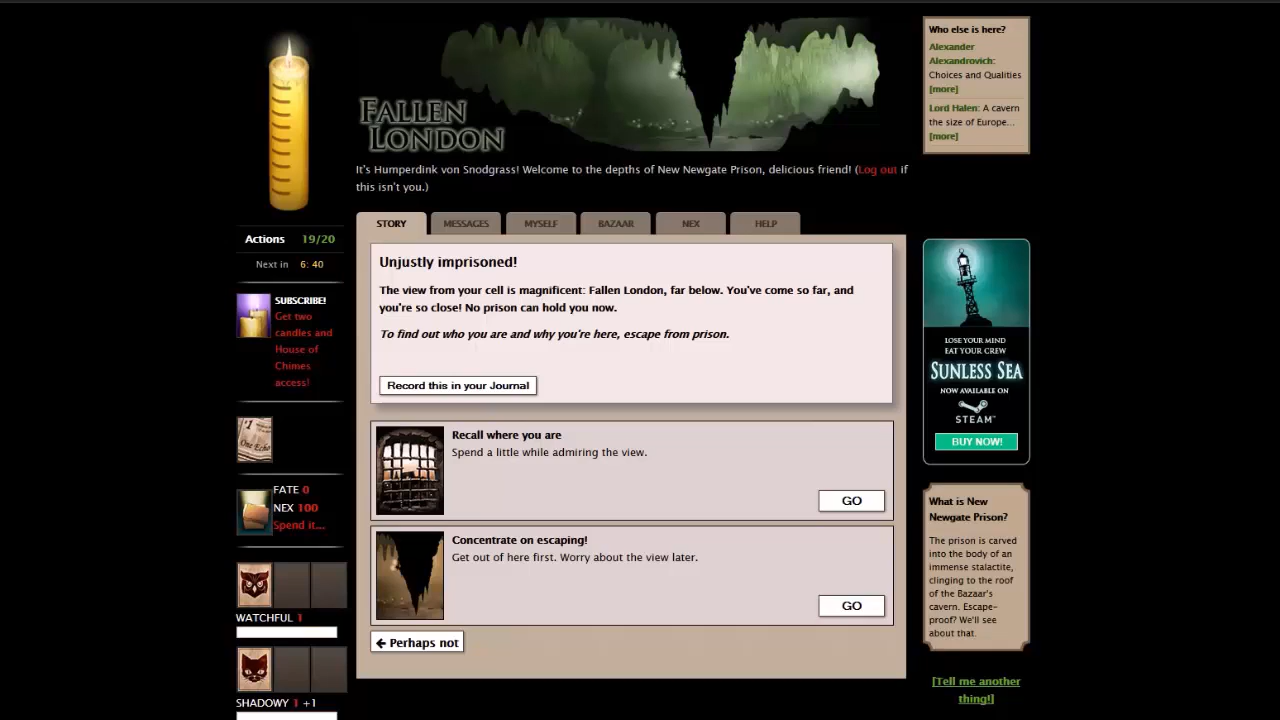 Who else is here?
Alexander
Alexandrovich:
Choices and Qualities
[more]
Lord Halen: A cavern
the size of Europe...
[more]
FALLEN
LONDON
It's Humperdink von Snodgrass! Welcome to the depths of New Newgate Prison, delicious friend! (Log out if
this isn't you.)
Actions 19/20
Next in 6: 40
SUBSCRIBE!
Get two
candles and
House of
Chimes
access!
#1
One Echo
FATE 0
NEX 100
Spend it...
WATCHFUL 1
SHADOWY 1 +1
STORY
MESSAGES
MYSELF
BAZAAR
NEX
HELP
Unjustly imprisoned!
The view from your cell is magnificent: Fallen London, far below. You've come so far, and
you're so close! No prison can hold you now.
To find out who you are and why you're here, escape from prison.
Record this in your Journal
Recall where you are
Spend a little while admiring the view.
GO
Concentrate on escaping!
Get out of here first. Worry about the view later.
GO
Perhaps not
LOSE YOUR MIND
EAT YOUR CREW
SUNLESS SEA
NOW AVAILABLE ON
STEAM™
BUY NOW!
What is New
Newgate Prison?
The prison is carved
into the body of an
immense stalactite,
clinging to the roof
of the Bazaar's
cavern. Escape-
proof? We'll see
about that.
[Tell me another
thing!]